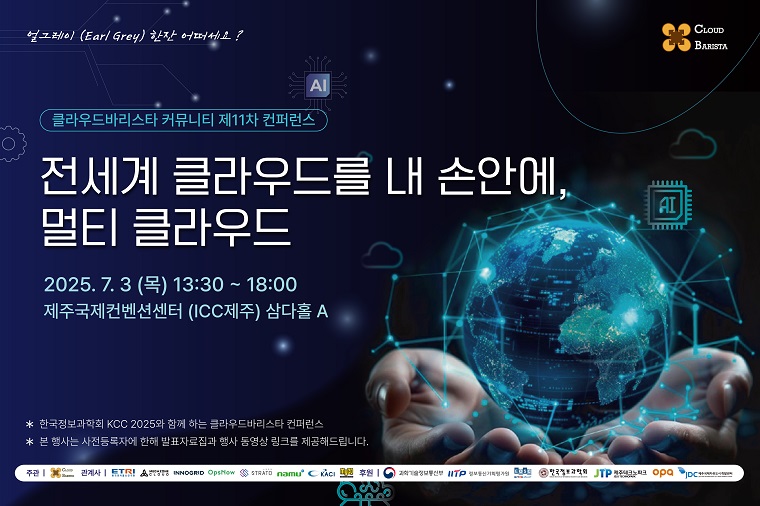 얼그레이 (Earl Grey) 한잔 어떠세요?
CLOUD
BARISTA
AI
클라우드바리스타 커뮤니티 제11차 컨퍼런스
전세계 클라우드를 내 손안에,
멀티 클라우드
AI
2025. 7. 3 (목) 13:30 ~ 18:00
제주국제컨벤션센터 (ICC제주) 삼다홀 A
* 한국정보과학회 KCC 2025와 함께 하는 클라우드바리스타 컨퍼런스
* 본 행사는 사전등록자에 한해 발표자료집과 행사 동영상 링크를 제공해드립니다.
주관 | CLOUD BARISTA 관계사 | ETRI INNOGRID OpsNow STRATO namu KACI 후원 | 과학기술정보통신부 IITP 정보통신기획평가원 한국정보과학회 JTP 제주테크노파크 opa JDC